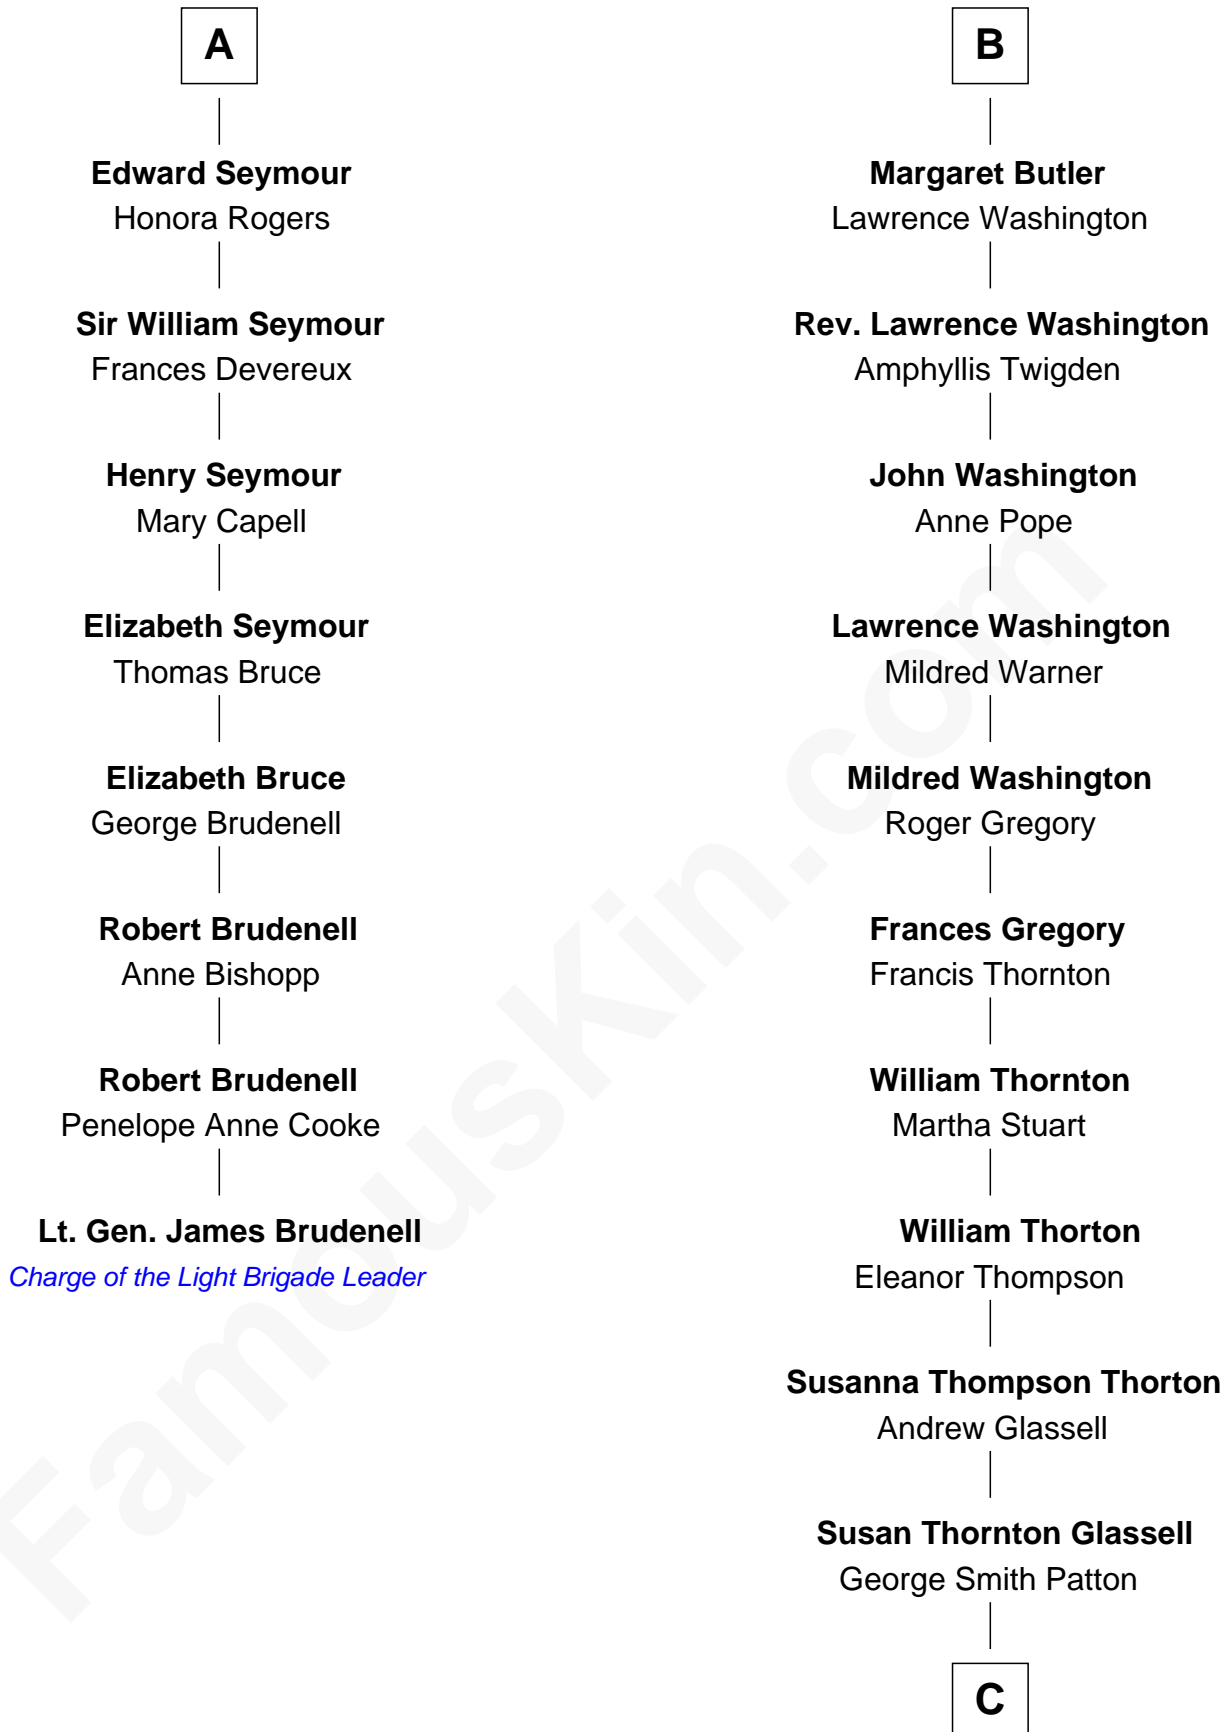 A
Edward Seymour
Honora Rogers
Sir William Seymour
Frances Devereux
Henry Seymour
Mary Capell
Elizabeth Seymour
Thomas Bruce
Elizabeth Bruce
George Brudenell
Robert Brudenell
Anne Bishopp
Robert Brudenell
Penelope Anne Cooke
Lt. Gen. James Brudenell
Charge of the Light Brigade Leader
B
Margaret Butler
Lawrence Washington
Rev. Lawrence Washington
Amphyllis Twigden
John Washington
Anne Pope
Lawrence Washington
Mildred Warner
Mildred Washington
Roger Gregory
Frances Gregory
Francis Thornton
William Thornton
Martha Stuart
William Thorton
Eleanor Thompson
Susanna Thompson Thorton
Andrew Glassell
Susan Thornton Glassell
George Smith Patton
C
FamousKin.com